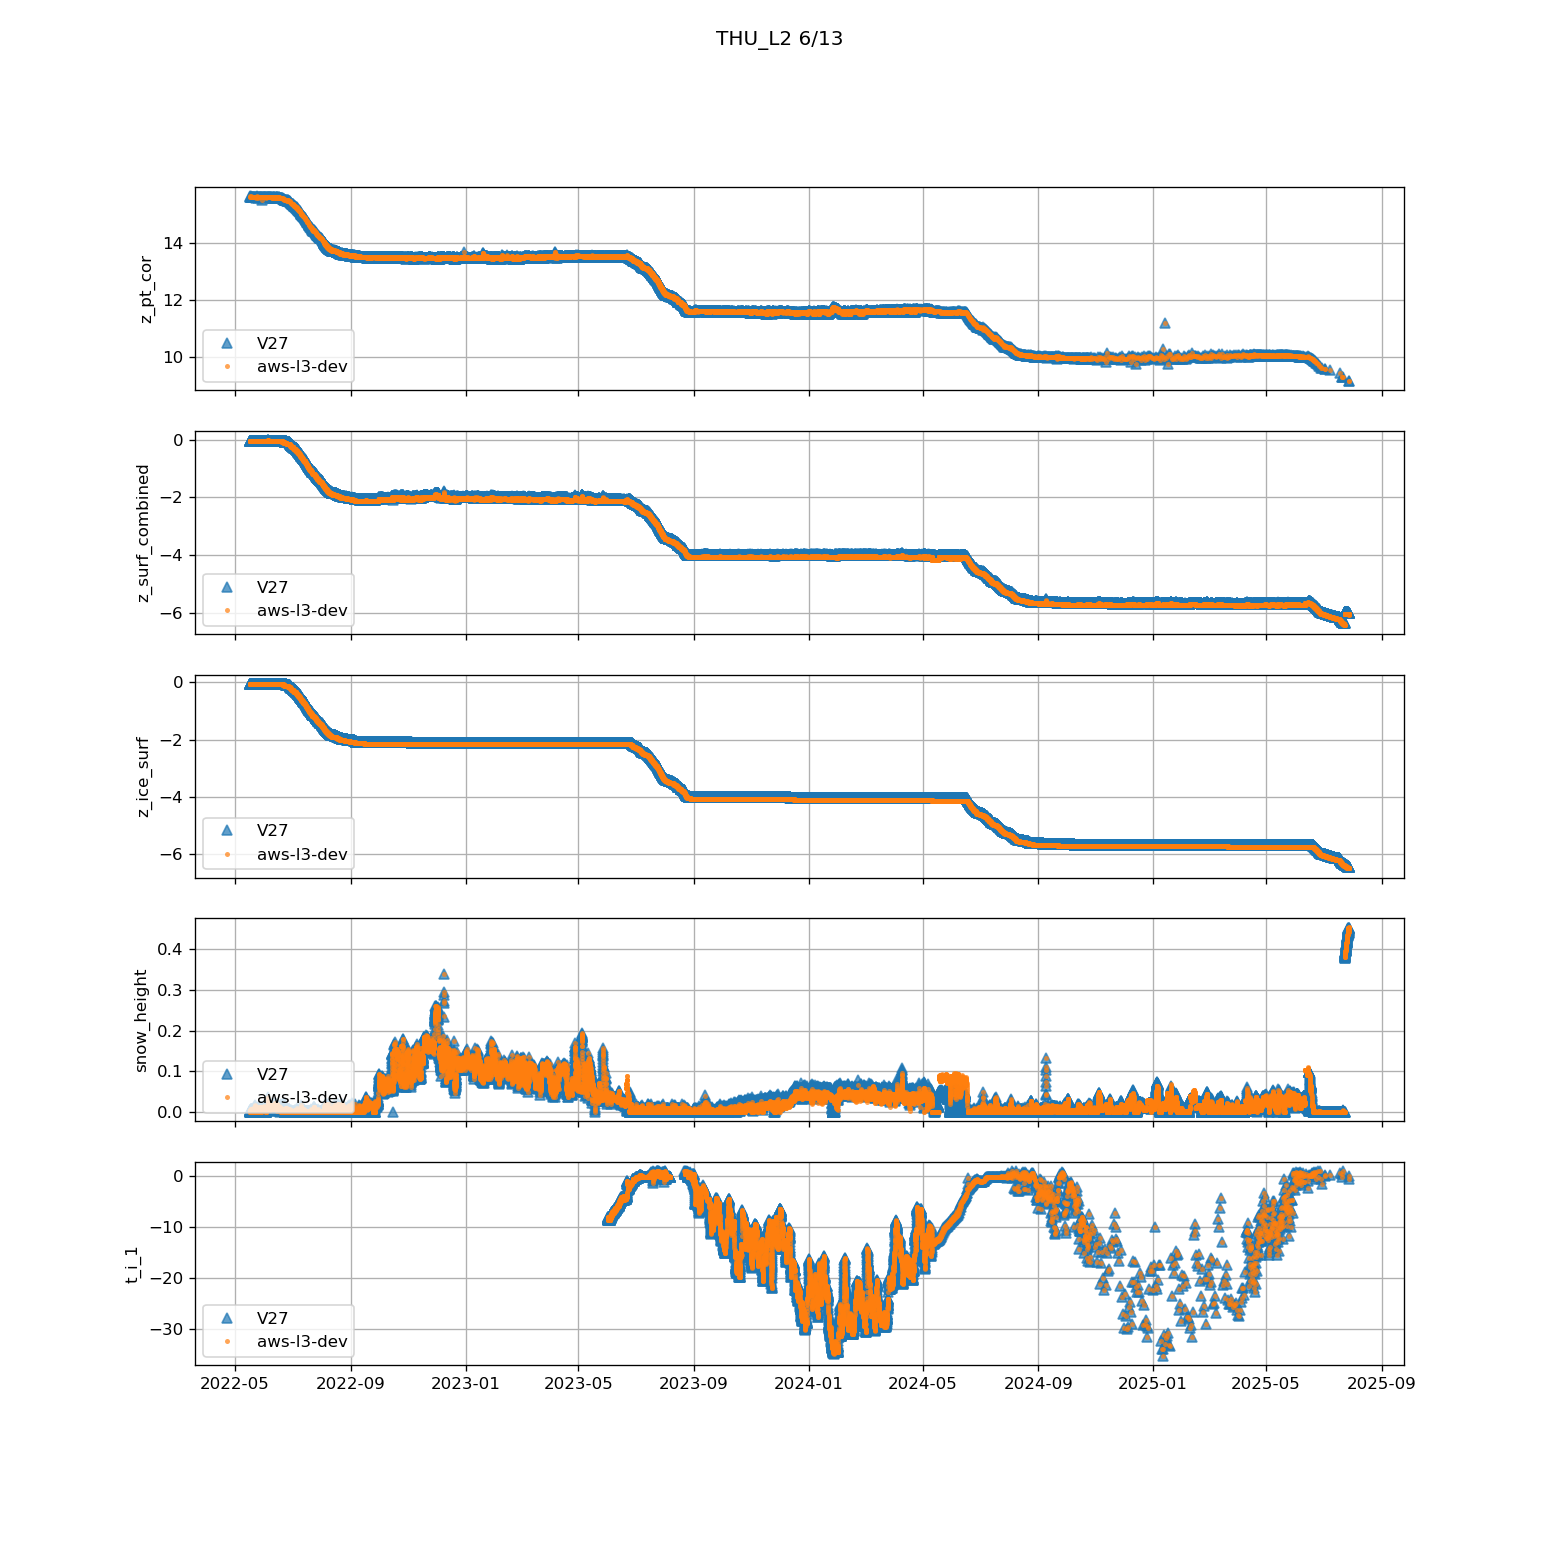 THU_L2 6/13
z_pt_cor
14
12
10
V27
aws-l3-dev
z_surf_combined
0
−2
−4
−6
V27
aws-l3-dev
z_ice_surf
0
−2
−4
−6
V27
aws-l3-dev
snow_height
0.4
0.3
0.2
0.1
0.0
V27
aws-l3-dev
t_i_1
0
−10
−20
−30
V27
aws-l3-dev
2022-05 2022-09 2023-01 2023-05 2023-09 2024-01 2024-05 2024-09 2025-01 2025-05 2025-09